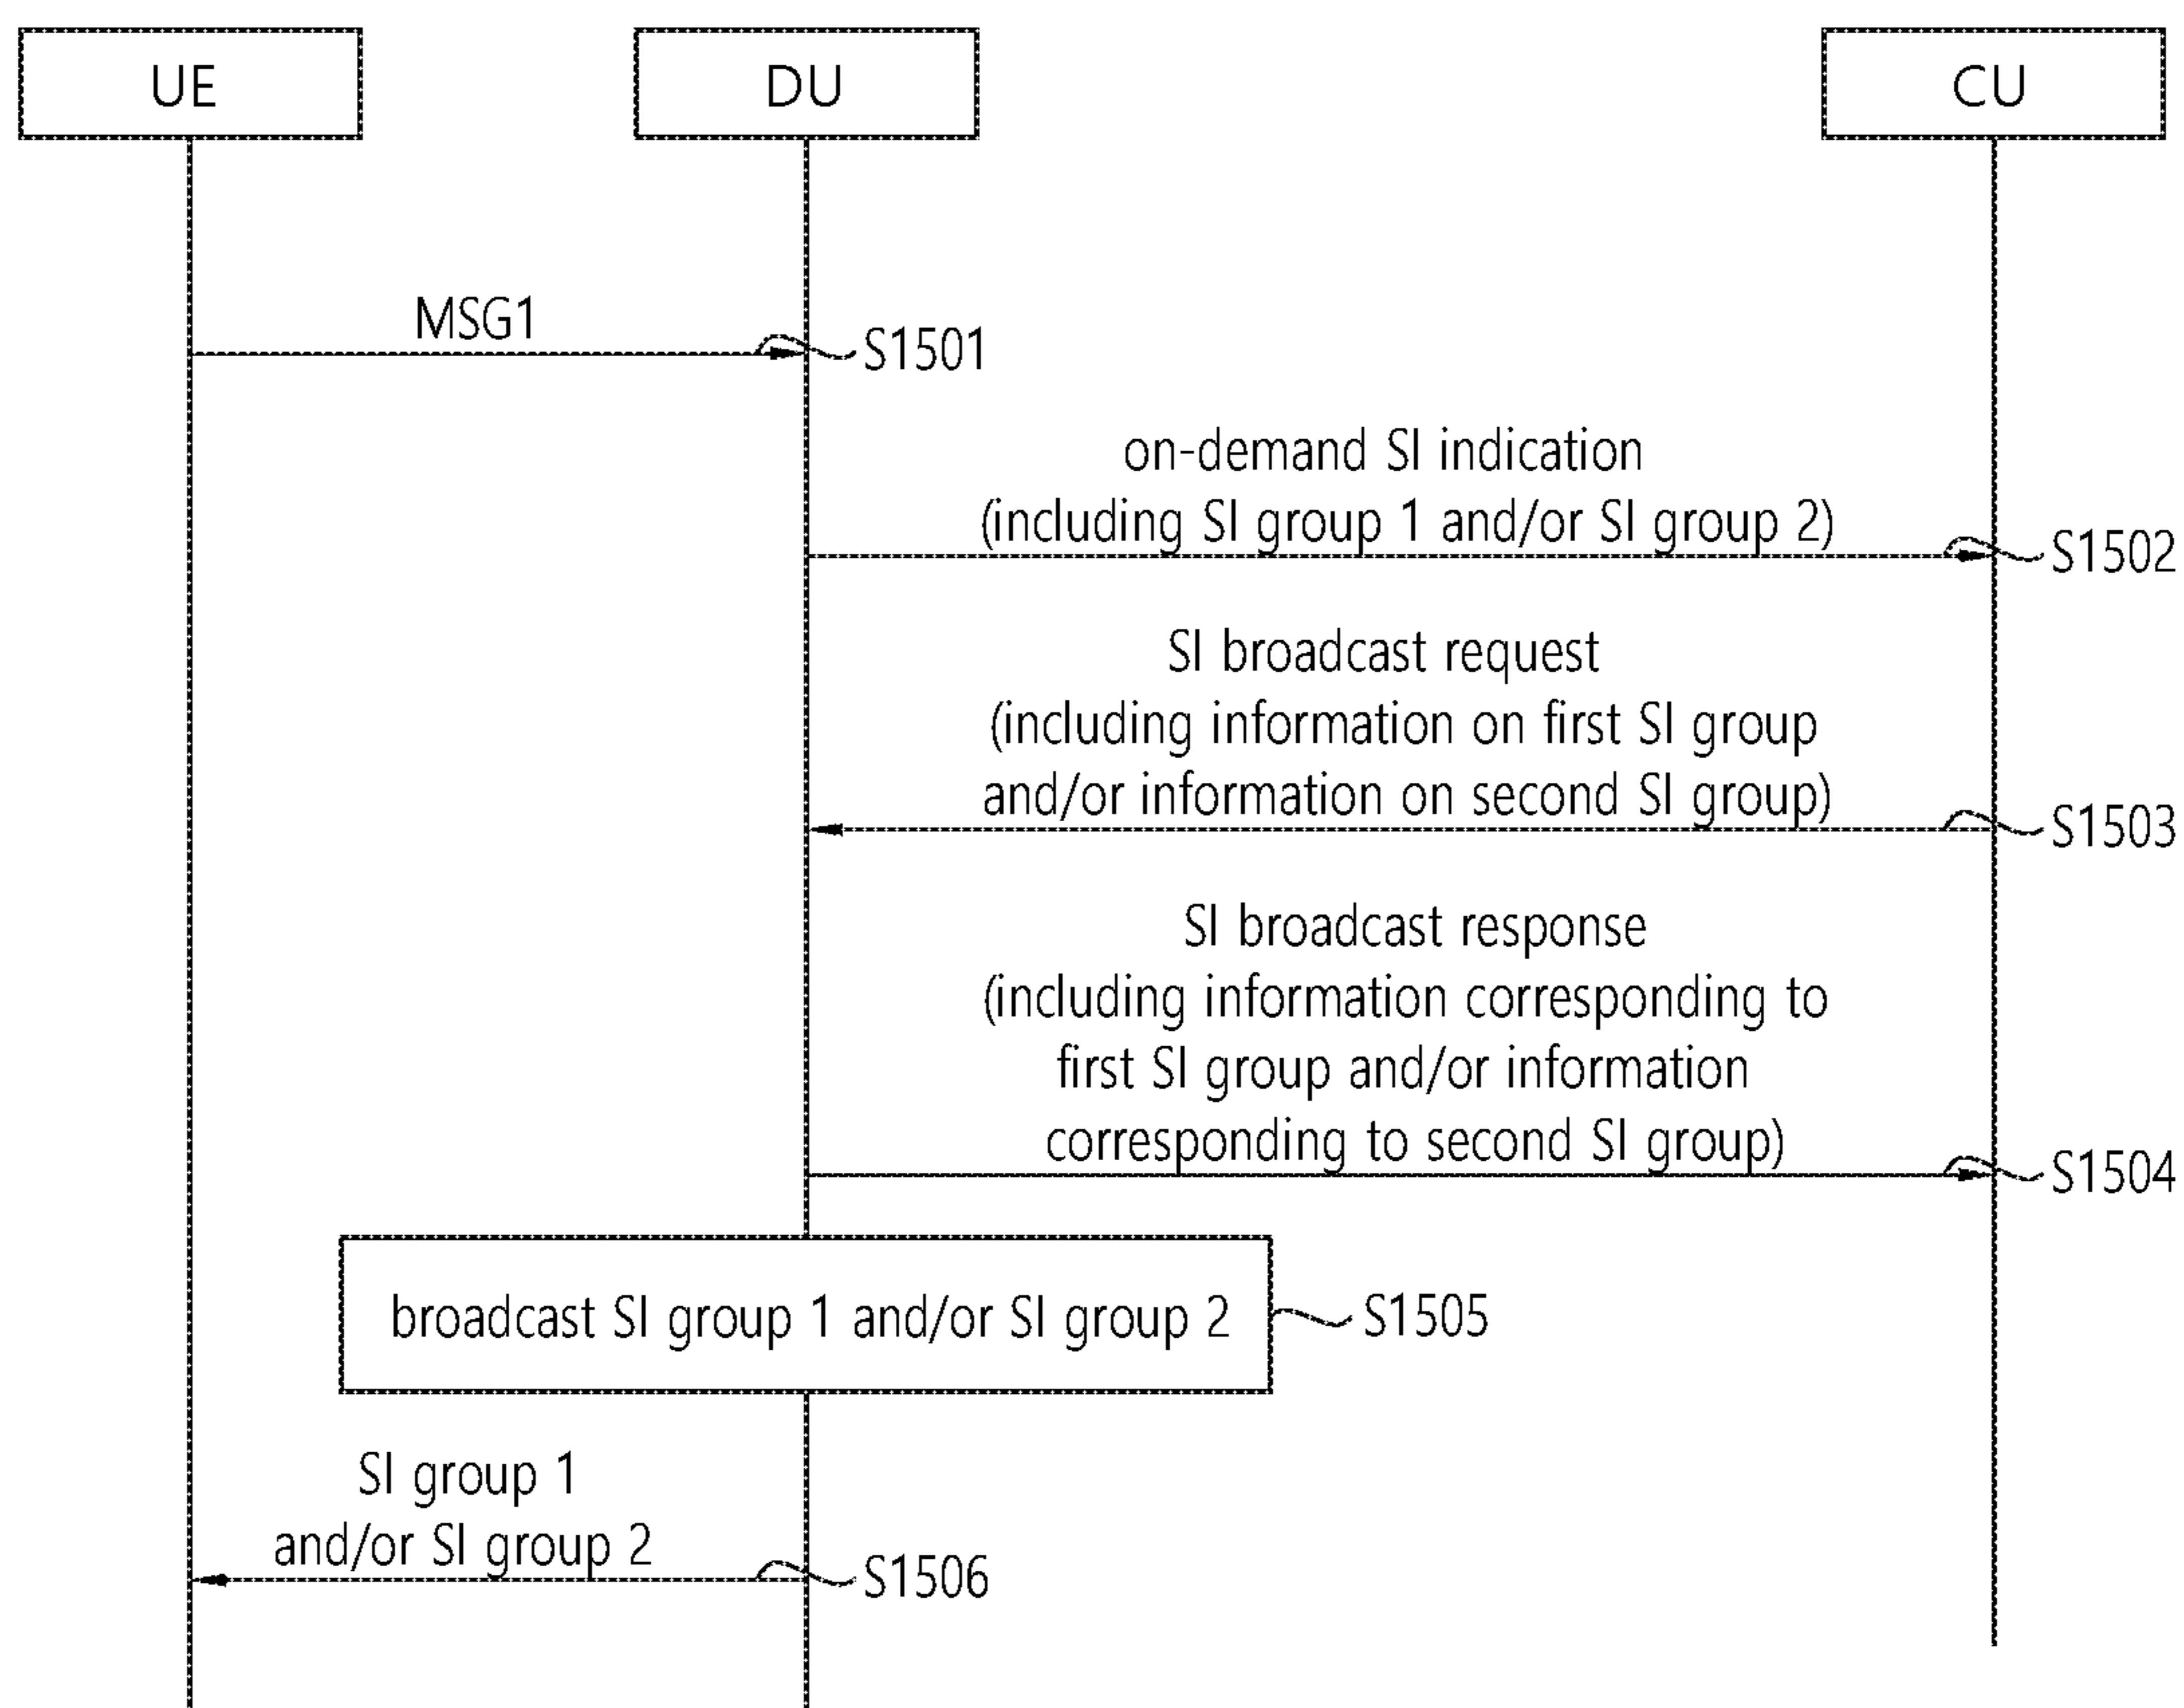 UE
DU
CU
MSG1
S1501
on-demand SI indication
(including SI group 1 and/or SI group 2)
S1502
SI broadcast request
(including information on first SI group
and/or information on second SI group)
S1503
SI broadcast response
(including information corresponding to
first SI group and/or information
corresponding to second SI group)
S1504
broadcast SI group 1 and/or SI group 2
S1505
SI group 1
and/or SI group 2
S1506